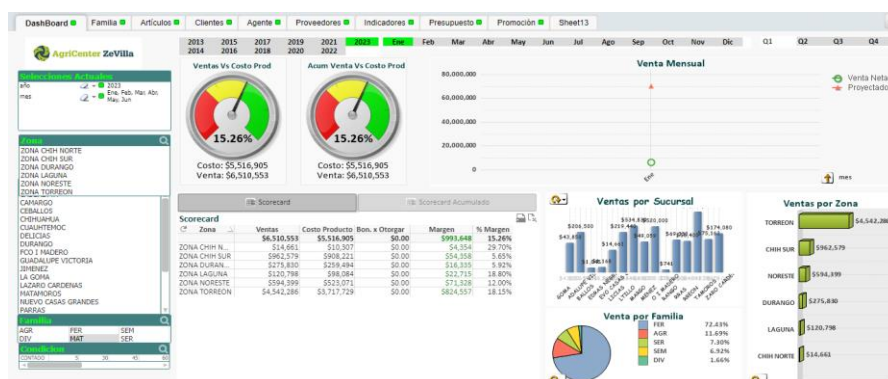 DashBoard Familia Artículos Clientes Agente Proveedores Indicadores Presupuesto Promoción Sheet13
AgriCenter ZeVilla
2013 2015 2017 2019 2021 2023 Ene Feb Mar Abr May Jun Jul Ago Sep Oct Nov Dic Q1 Q2 Q3 Q4
2014 2016 2018 2020 2022
Selecciones Actuales
año 2023
mes Ene, Feb, Mar, Abr,
May, Jun
Zona
ZONA CHIH NORTE
ZONA CHIH SUR
ZONA DURANGO
ZONA LAGUNA
ZONA NORESTE
ZONA TORREON
CAMARGO
CEBALLOS
CHIHUAHUA
CUAUHTEMOC
DELICIAS
DURANGO
FCO I MADERO
GUADALUPE VICTORIA
JIMENEZ
LA GOMA
LAZARO CARDENAS
MATAMOROS
NUEVO CASAS GRANDES
PARRAS
Familia
AGR PER SEM
DIV MAT SER
Condicion
CONTADO 5 30 45 60
Ventas Vs Costo Prod
15.26%
Costo: $5,516,905
Venta: $6,510,553
Acum Venta Vs Costo Prod
15.26%
Costo: $5,516,905
Venta: $6,510,553
Venta Mensual
80,000,000
60,000,000
40,000,000
20,000,000
0
Ene
mes
Venta Neta
Proyectado
Scorecard
Scorecard Acumulado
Scorecard
Zona Ventas Costo Producto Bon. x Otorgar Margen % Margen
$6,510,553 $5,516,905 $0.00 $993,648 15.26%
ZONA CHIH N... $14,661 $10,307 $0.00 $4,354 29.70%
ZONA CHIH SUR $962,579 $908,221 $0.00 $54,358 5.65%
ZONA DURAN... $275,830 $259,494 $0.00 $16,335 5.92%
ZONA LAGUNA $120,798 $98,084 $0.00 $22,715 18.80%
ZONA NORESTE $594,399 $523,071 $0.00 $71,328 12.00%
ZONA TORREON $4,542,286 $3,717,729 $0.00 $824,557 18.15%
Ventas por Sucursal
$206,500
$14,661
$741
$174,080
Venta por Familia
FER 72.43%
AGR 11.69%
SER 7.30%
SEM 6.92%
DIV 1.66%
Ventas por Zona
TORREON $4,542,286
CHIH SUR $962,579
NORESTE $594,399
DURANGO $275,830
LAGUNA $120,798
CHIH NORTE $14,661